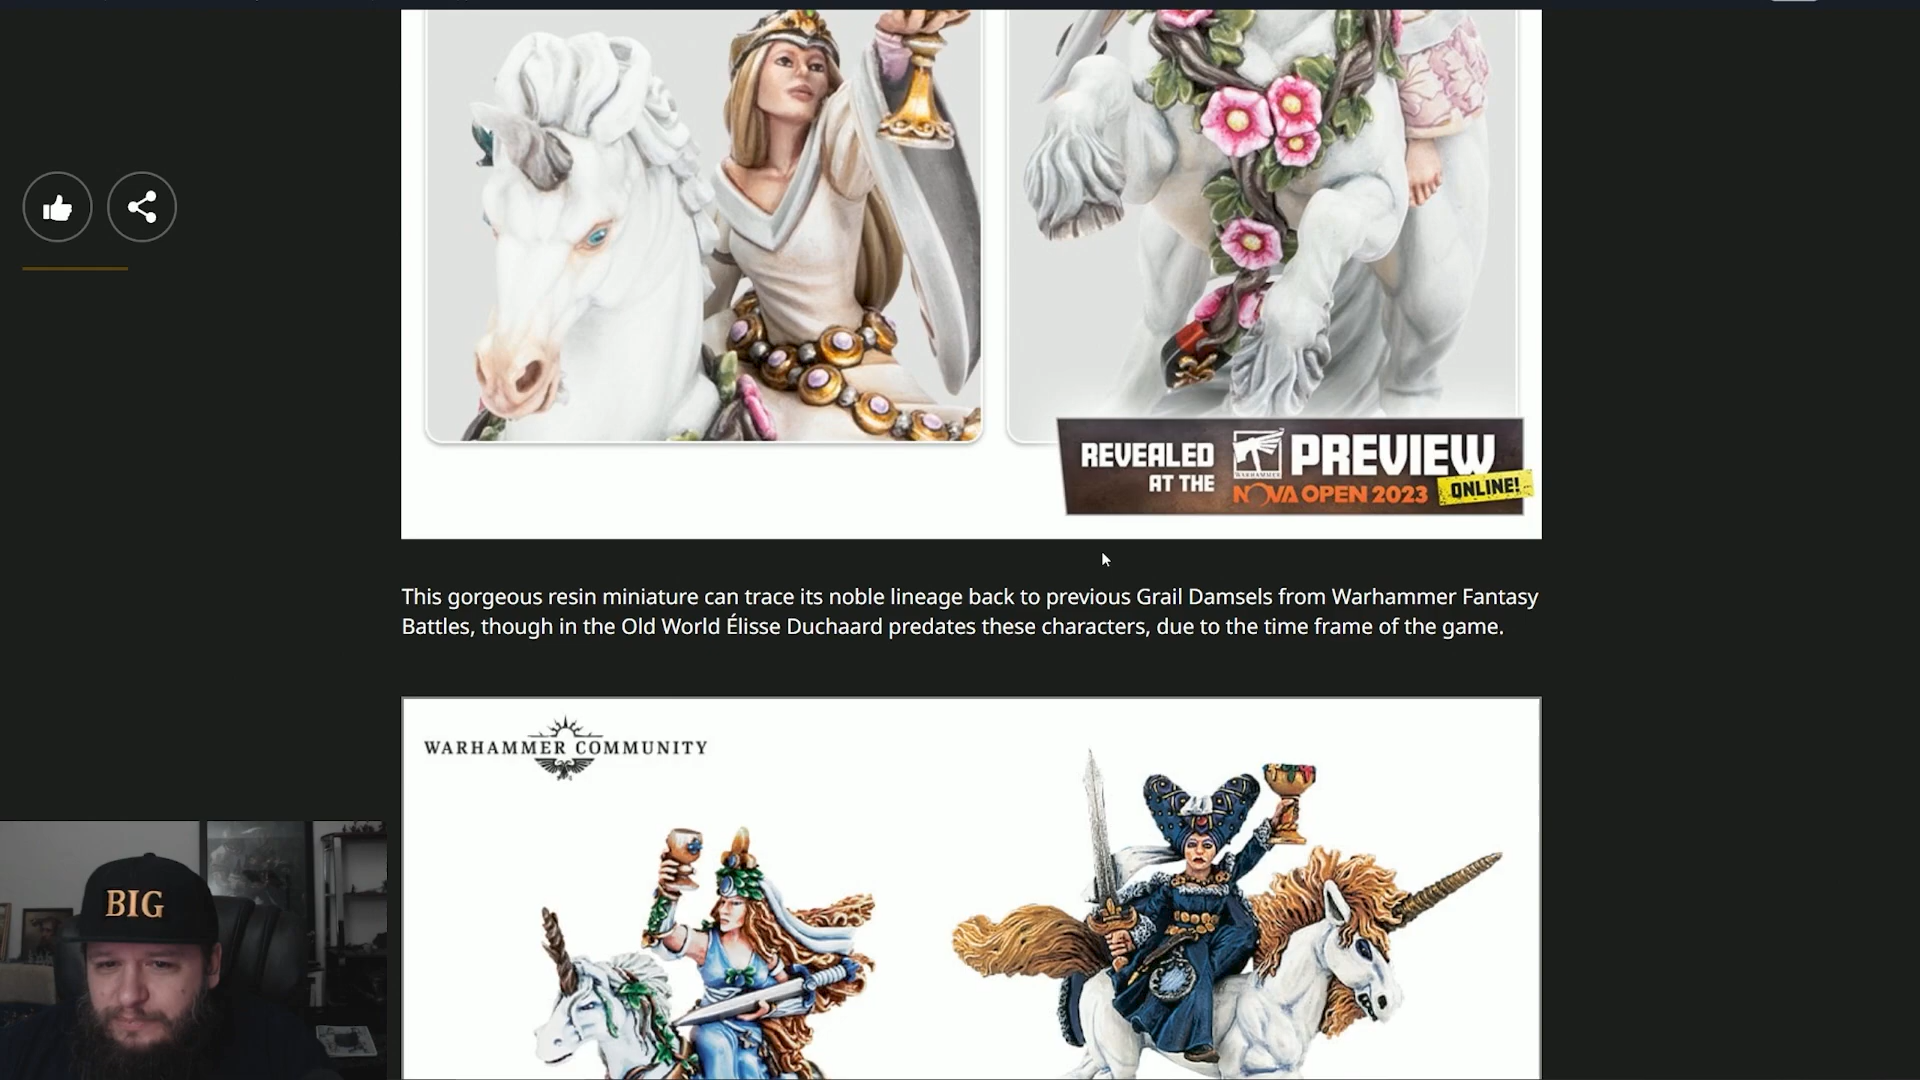 REVEALED
AT THE
WARHAMMER
PREVIEW
NOVA OPEN 2023
ONLINE!
This gorgeous resin miniature can trace its noble lineage back to previous Grail Damsels from Warhammer Fantasy
Battles, though in the Old World Élisse Duchaard predates these characters, due to the time frame of the game.
WARHAMMER COMMUNITY
BIG